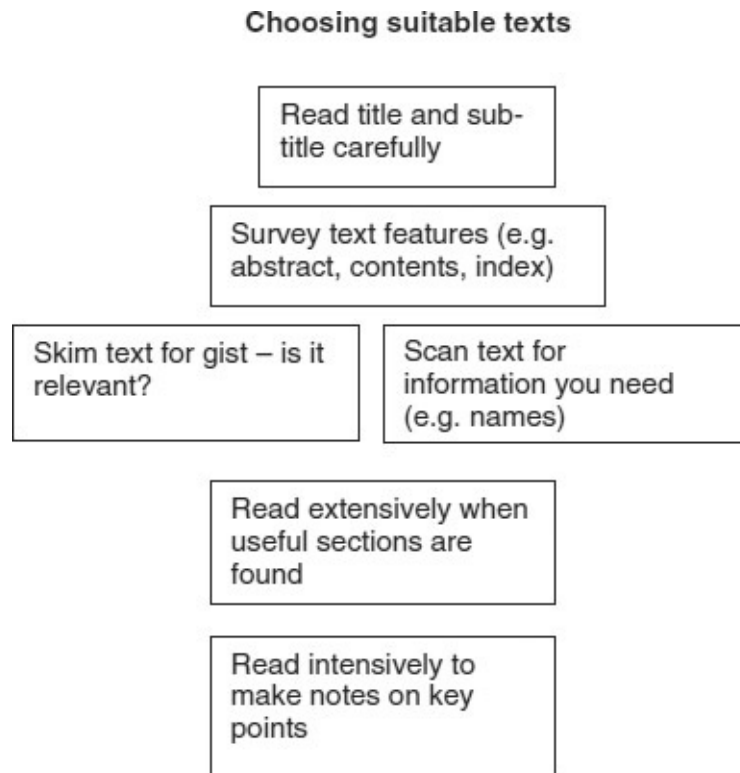 Choosing suitable texts
Read title and sub-
title carefully
Survey text features (e.g.
abstract, contents, index)
Skim text for gist – is it
relevant?
Scan text for
information you need
(e.g. names)
Read extensively when
useful sections are
found
Read intensively to
make notes on key
points